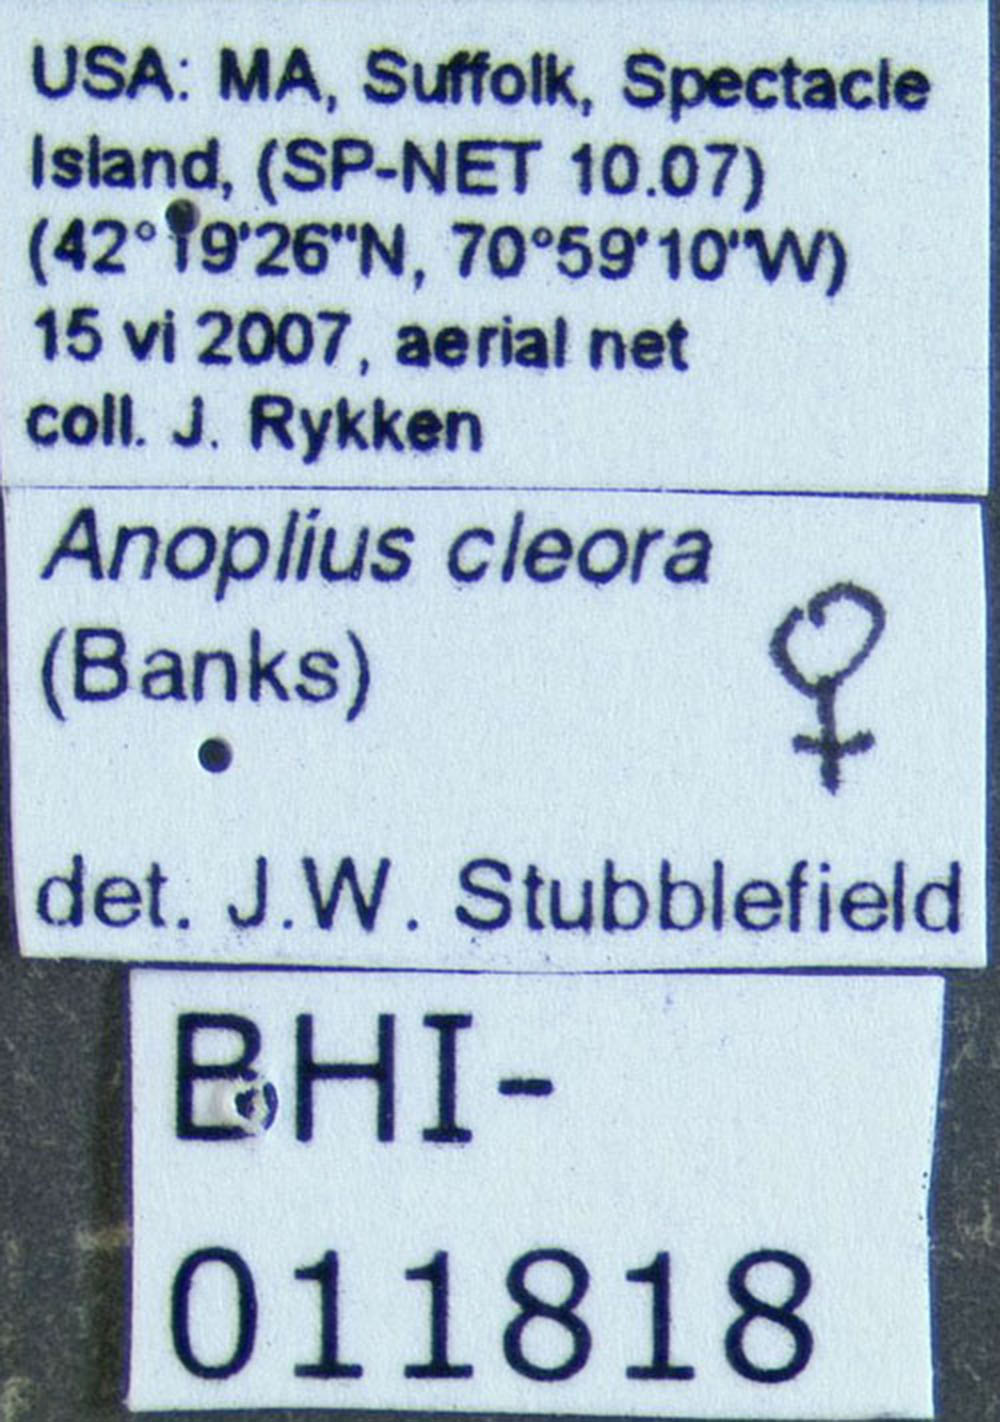 USA: MA, Suffolk, Spectacle
Island, (SP-NET 10.07)
(42°19'26"N, 70°59'10"W)
15 vi 2007, aerial net
coll. J. Rykken
Anoplius cleora
(Banks) ♀
det. J.W. Stubblefield
BHI-
011818